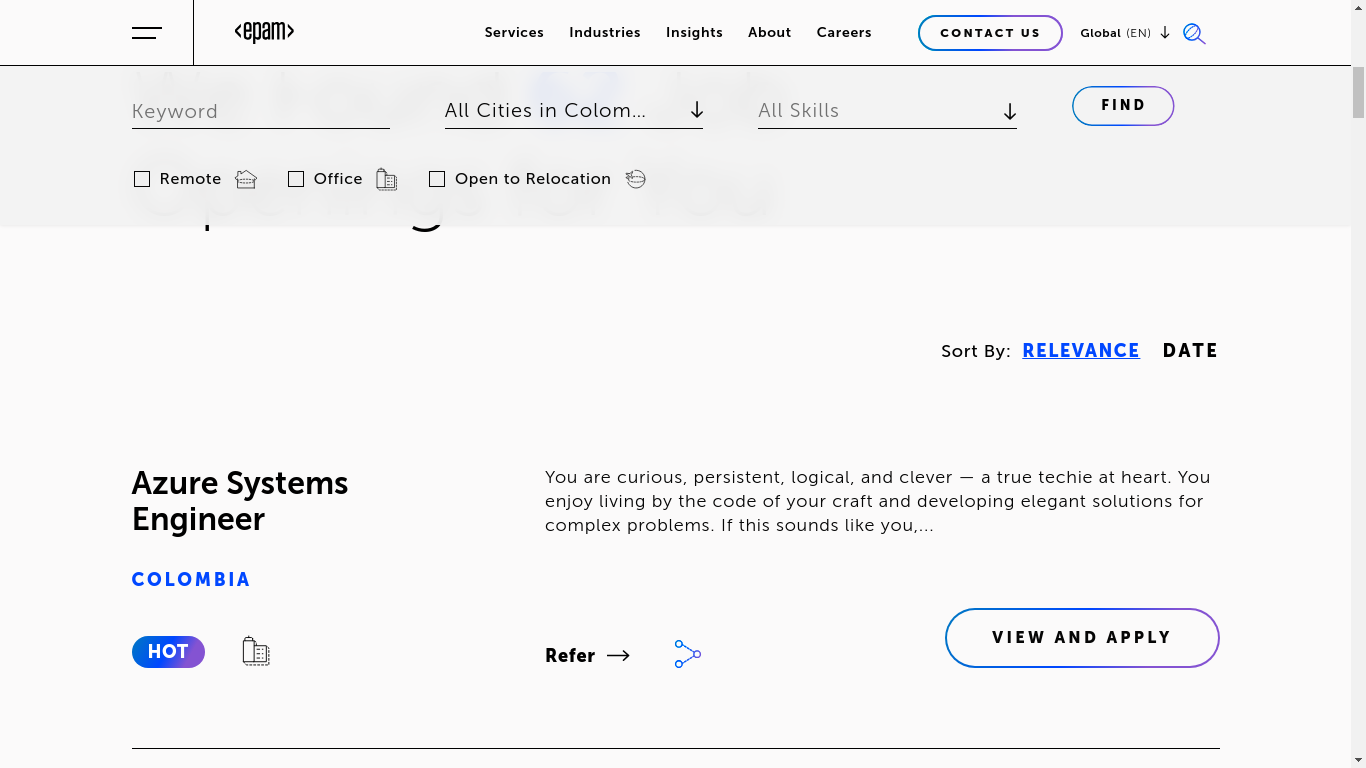 <epam>
Services
Industries
Insights
About
Careers
CONTACT US
Global (EN)
Keyword
All Cities in Colom...
All Skills
FIND
Remote
Office
Open to Relocation
Openings for You
Sort By: RELEVANCE DATE
Azure Systems
Engineer
You are curious, persistent, logical, and clever — a true techie at heart. You
enjoy living by the code of your craft and developing elegant solutions for
complex problems. If this sounds like you,...
COLOMBIA
HOT
Refer
VIEW AND APPLY